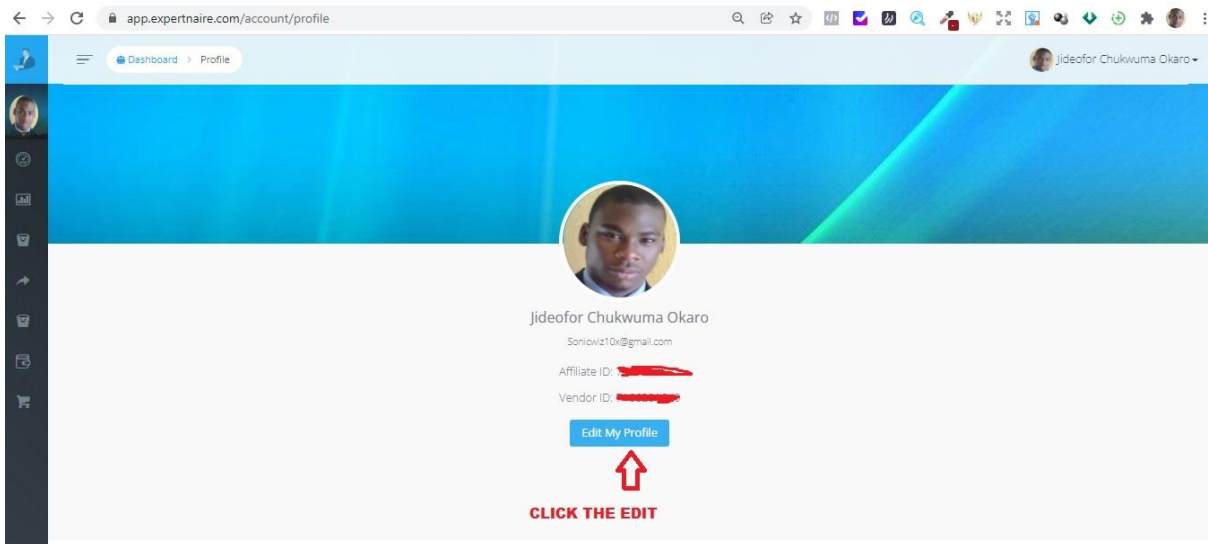 app.expertnaire.com/account/profile
Dashboard > Profile
Jideofor Chukwuma Okaro
Jideofor Chukwuma Okaro
Sonicwiz10x@gmail.com
Affiliate ID:
Vendor ID:
Edit My Profile
CLICK THE EDIT